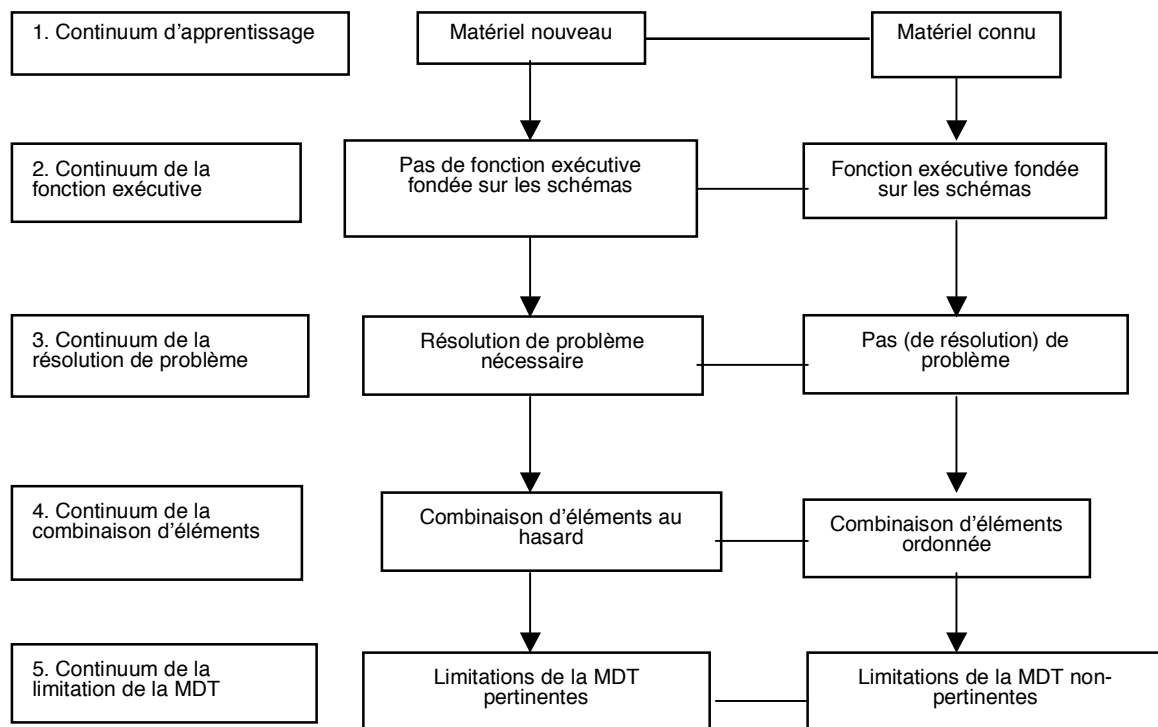 1. Continuum d'apprentissage
Matériel nouveau
Matériel connu
2. Continuum de la
fonction exécutive
Pas de fonction exécutive
fondée sur les schémas
Fonction exécutive fondée
sur les schémas
3. Continuum de la
résolution de problème
Résolution de problème
nécessaire
Pas (de résolution) de
problème
4. Continuum de la
combinaison d'éléments
Combinaison d'éléments au
hasard
Combinaison d'éléments
ordonnée
5. Continuum de la
limitation de la MDT
Limitations de la MDT
pertinentes
Limitations de la MDT non-
pertinentes